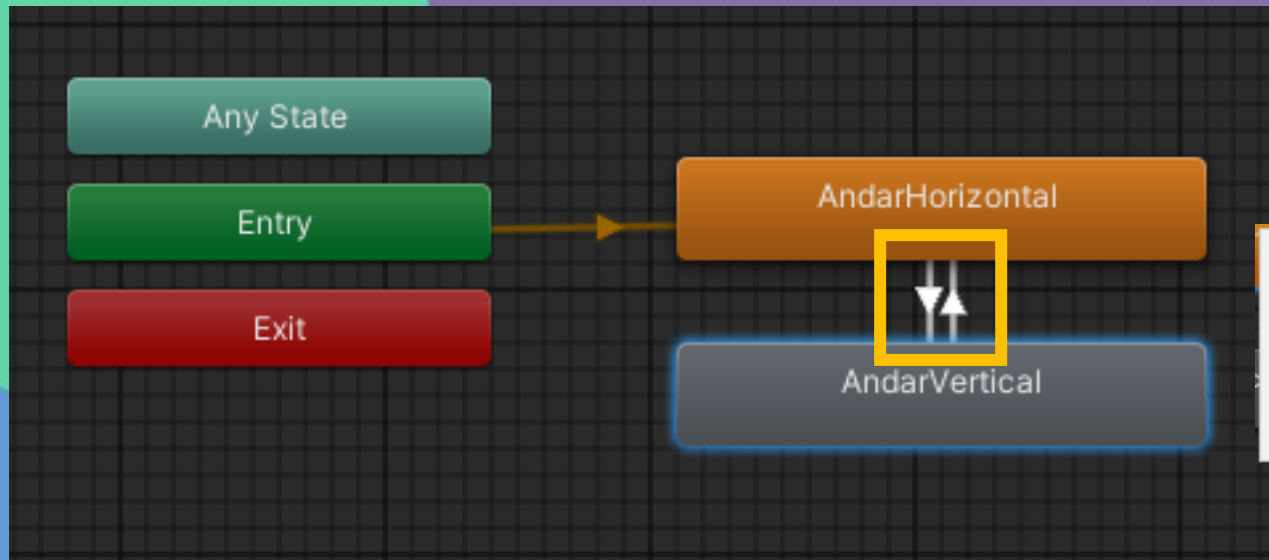 Any State
Entry
Exit
AndarHorizontal
AndarVertical